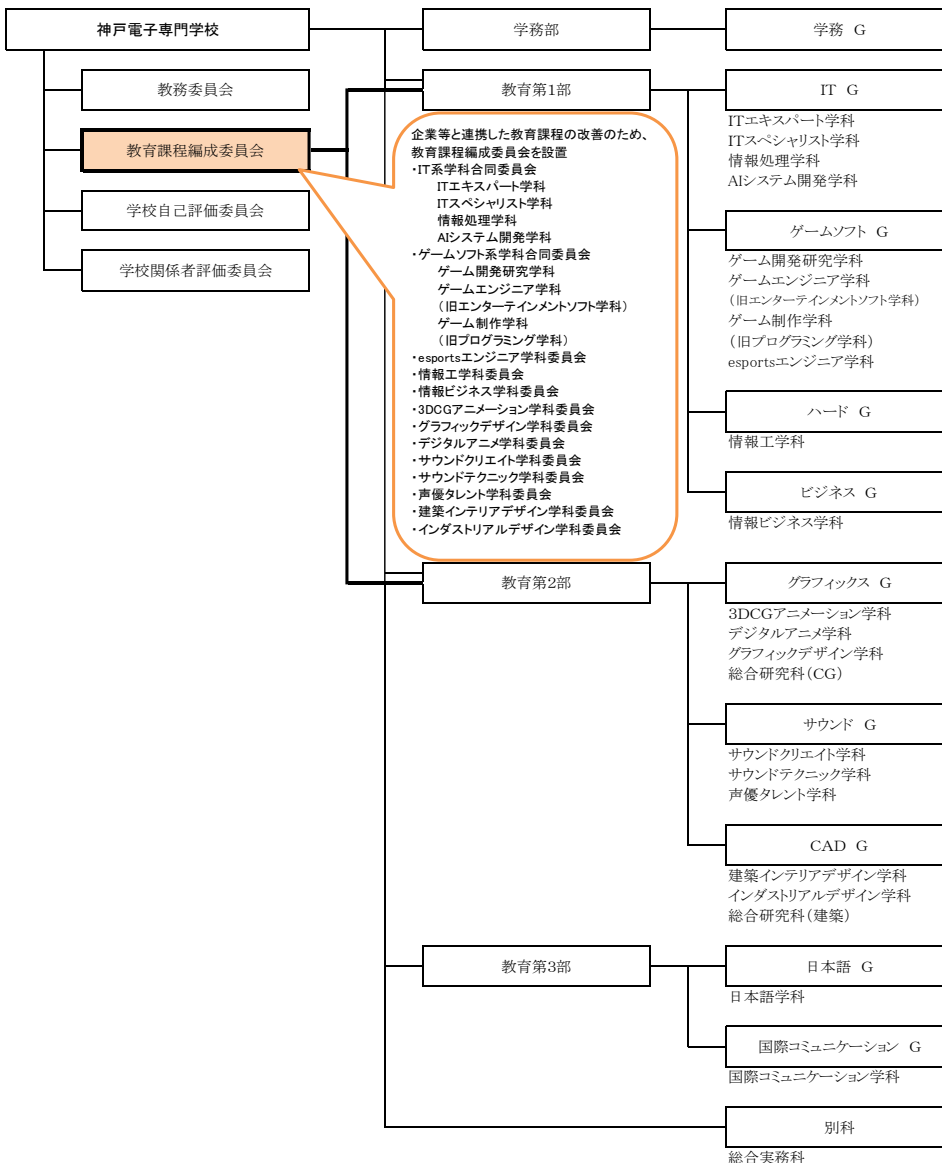 神戸電子専門学校
学務部
学務 G
教務委員会
教育課程編成委員会
学校自己評価委員会
学校関係者評価委員会
教育第1部
企業等と連携した教育課程の改善のため、
教育課程編成委員会を設置
・IT系学科合同委員会
ITエキスパート学科
ITスペシャリスト学科
情報処理学科
AIシステム開発学科
・ゲームソフト系学科合同委員会
ゲーム開発研究学科
ゲームエンジニア学科
(旧エンターテインメントソフト学科)
ゲーム制作学科
(旧プログラミング学科)
・esportsエンジニア学科委員会
・情報工学科委員会
・情報ビジネス学科委員会
・3DCGアニメーション学科委員会
・グラフィックデザイン学科委員会
・デジタルアニメ学科委員会
・サウンドクリエイト学科委員会
・サウンドテクニック学科委員会
・声優タレント学科委員会
・建築インテリアデザイン学科委員会
・インダストリアルデザイン学科委員会
IT G
ITエキスパート学科
ITスペシャリスト学科
情報処理学科
AIシステム開発学科
ゲームソフト G
ゲーム開発研究学科
ゲームエンジニア学科
(旧エンターテインメントソフト学科)
ゲーム制作学科
(旧プログラミング学科)
esportsエンジニア学科
ハード G
情報工学科
ビジネス G
情報ビジネス学科
教育第2部
グラフィックス G
3DCGアニメーション学科
デジタルアニメ学科
グラフィックデザイン学科
総合研究科(CG)
サウンド G
サウンドクリエイト学科
サウンドテクニック学科
声優タレント学科
CAD G
建築インテリアデザイン学科
インダストリアルデザイン学科
総合研究科(建築)
教育第3部
日本語 G
日本語学科
国際コミュニケーション G
国際コミュニケーション学科
別科
総合実務科